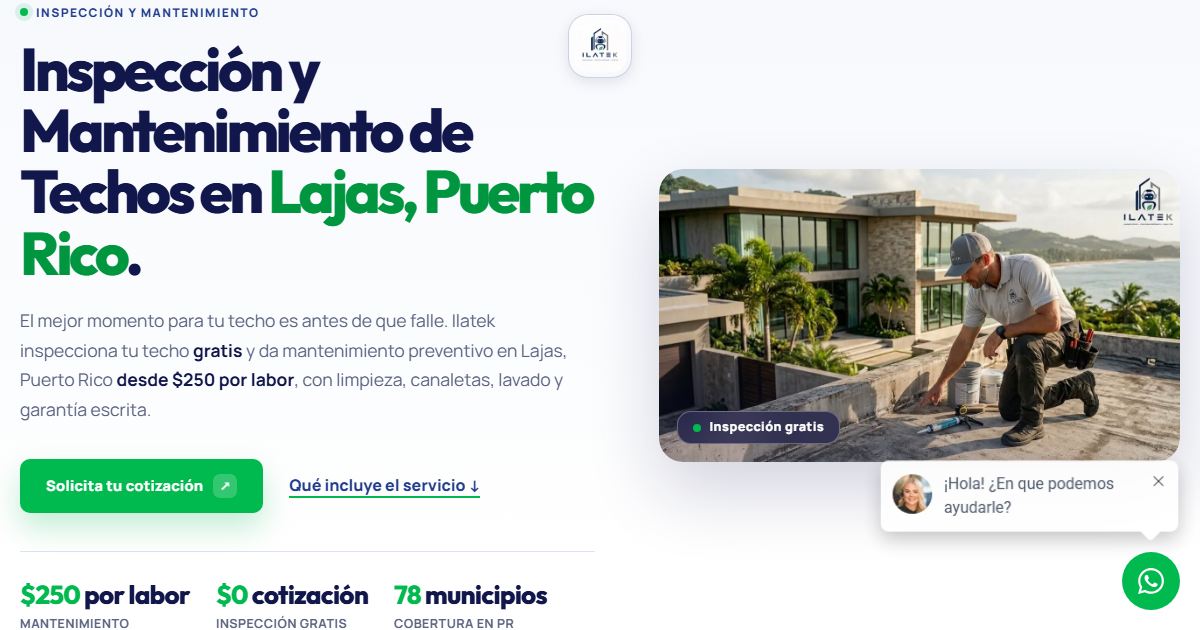 INSPECCIÓN Y MANTENIMIENTO
ILATEK
Inspección y
Mantenimiento de
Techos en Lajas, Puerto
Rico.
El mejor momento para tu techo es antes de que falle. Ilatek
inspecciona tu techo gratis y da mantenimiento preventivo en Lajas,
Puerto Rico desde $250 por labor, con limpieza, canaletas, lavado y
garantía escrita.
Solicita tu cotización ↗
Qué incluye el servicio ↓
ILATEK
Inspección gratis
¡Hola! ¿En que podemos
ayudarle?
$250 por labor
MANTENIMIENTO
$0 cotización
INSPECCIÓN GRATIS
78 municipios
COBERTURA EN PR